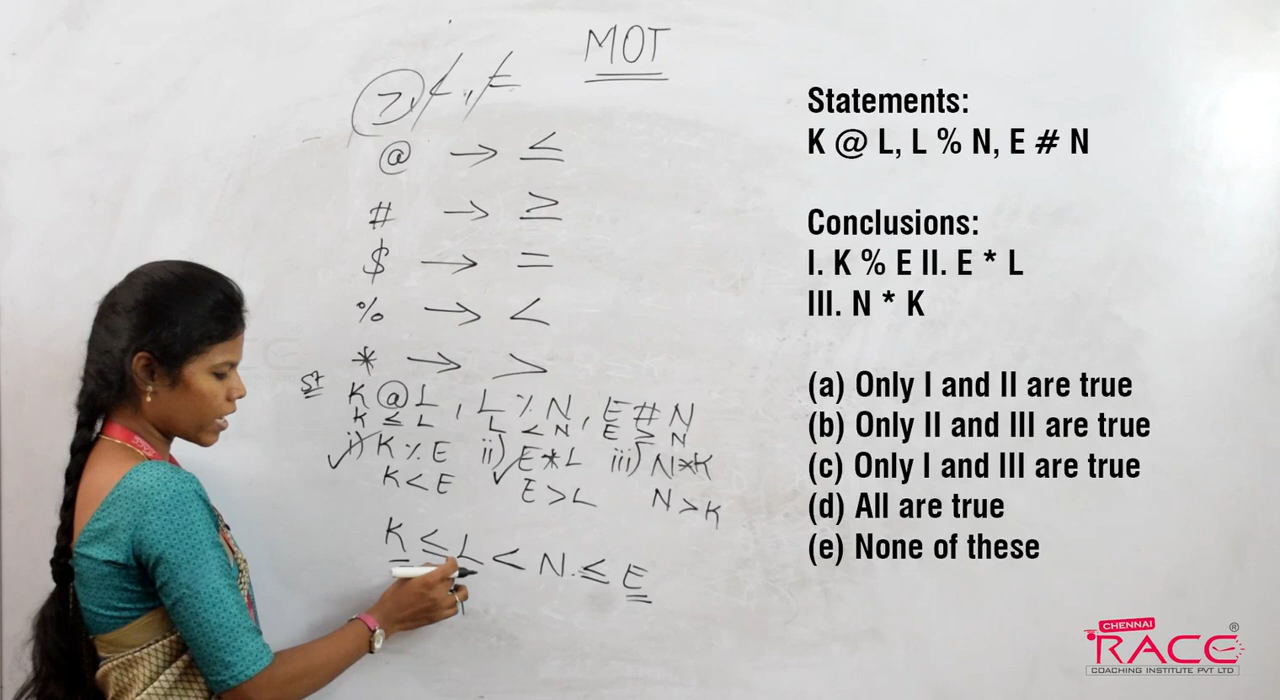 MOT
@ → ≤
# → ≥
$ → =
% → <
* → >
St K @ L, L % N, E # N
K ≤ L L < N E ≥ N
i) K % E ii) E * L iii) N * K
K < E E > L N > K
K ≤ L < N ≤ E
Statements:
K @ L, L % N, E # N
Conclusions:
I. K % E II. E * L
III. N * K
(a) Only I and II are true
(b) Only II and III are true
(c) Only I and III are true
(d) All are true
(e) None of these
CHENNAI
RACE ®
COACHING INSTITUTE PVT LTD